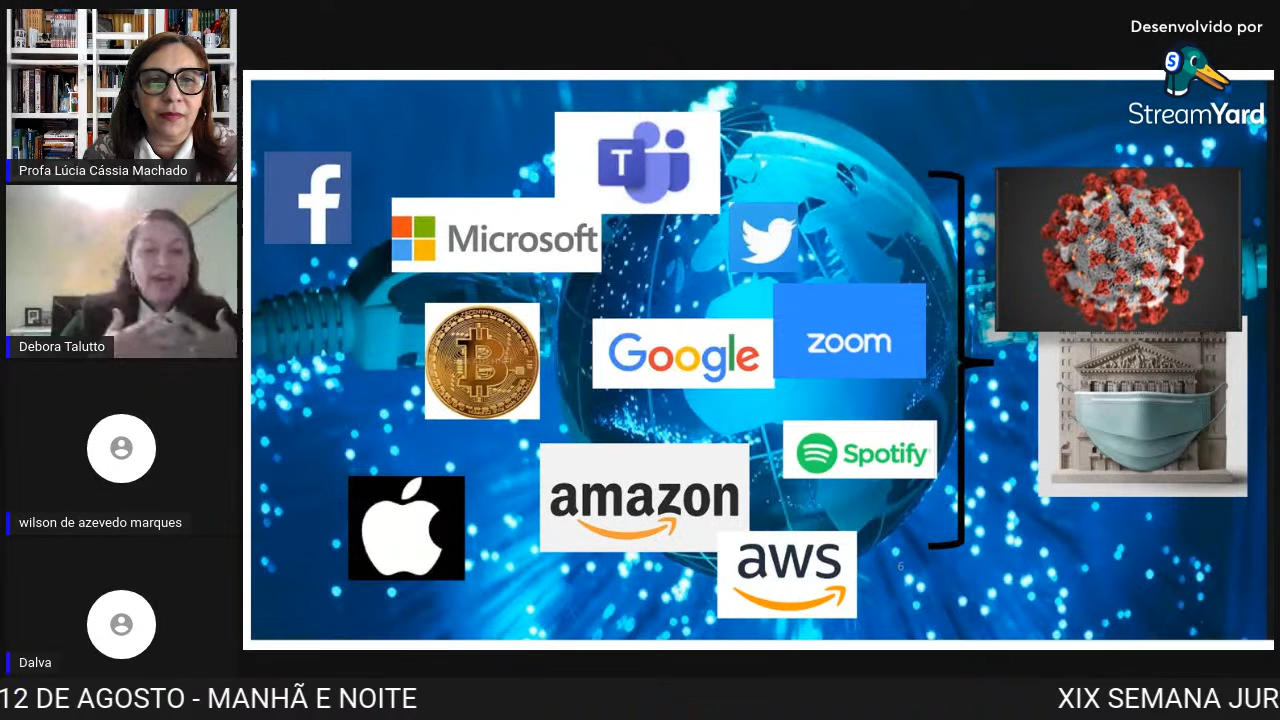 Desenvolvido por
StreamYard
Profa Lúcia Cássia Machado
Debora Talutto
wilson de azevedo marques
Dalva
f
T
Microsoft
Google
zoom
Spotify
amazon
aws
6
12 DE AGOSTO - MANHÃ E NOITE
XIX SEMANA JUR